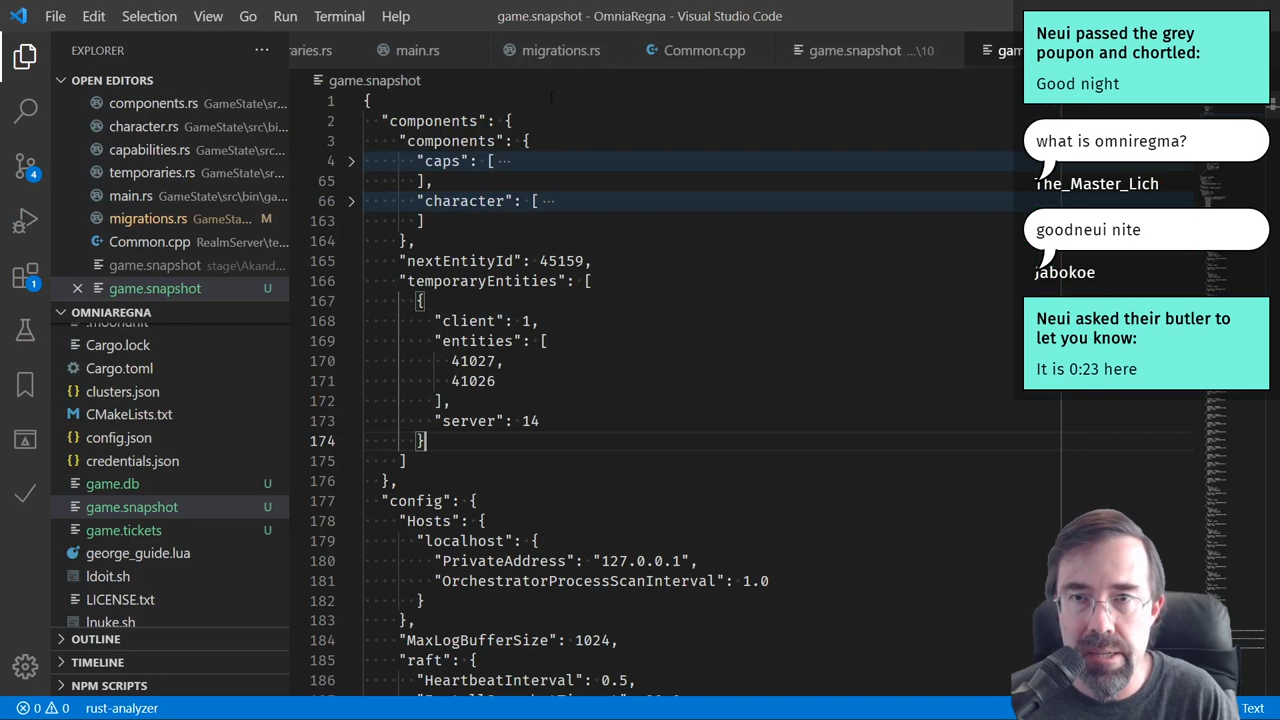 File Edit Selection View Go Run Terminal Help
game.snapshot - OmniaRegna - Visual Studio Code
EXPLORER
OPEN EDITORS
components.rs GameState\sr...
character.rs GameState\src\bi...
capabilities.rs GameState\src...
temporaries.rs GameState\src...
main.rs GameState\src\bin\ga...
migrations.rs GameSta... M
Common.cpp RealmServer\te...
game.snapshot stage\Akand...
game.snapshot U
OMNIAREGNA
Cargo.lock
Cargo.toml
clusters.json
CMakeLists.txt
config.json
credentials.json
game.db U
game.snapshot U
game.tickets U
george_guide.lua
ldoit.sh
LICENSE.txt
lnuke.sh
OUTLINE
TIMELINE
NPM SCRIPTS
raries.rs main.rs migrations.rs Common.cpp game.snapshot ...\10
game.snapshot
1 {
2 "components": {
3 "components": {
4 "caps": [ ...
65 ],
66 "character": [ ...
163 ]
164 },
165 "nextEntityId": 45159,
166 "temporaryEntities": [
167 {
168 "client": 1,
169 "entities": [
170 41027,
171 41026
172 ],
173 "server": 14
174 }
175 ]
176 },
177 "config": {
178 "Hosts": {
179 "localhost": {
180 "PrivateAddress": "127.0.0.1",
181 "OrchestratorProcessScanInterval": 1.0
182 }
183 },
184 "MaxLogBufferSize": 1024,
185 "raft": {
186 "HeartbeatInterval": 0.5,
Neui passed the grey
poupon and chortled:
Good night
what is omniregma?
The_Master_Lich
goodneui nite
jabokoe
Neui asked their butler to
let you know:
It is 0:23 here
4
1
0 0 rust-analyzer
Text